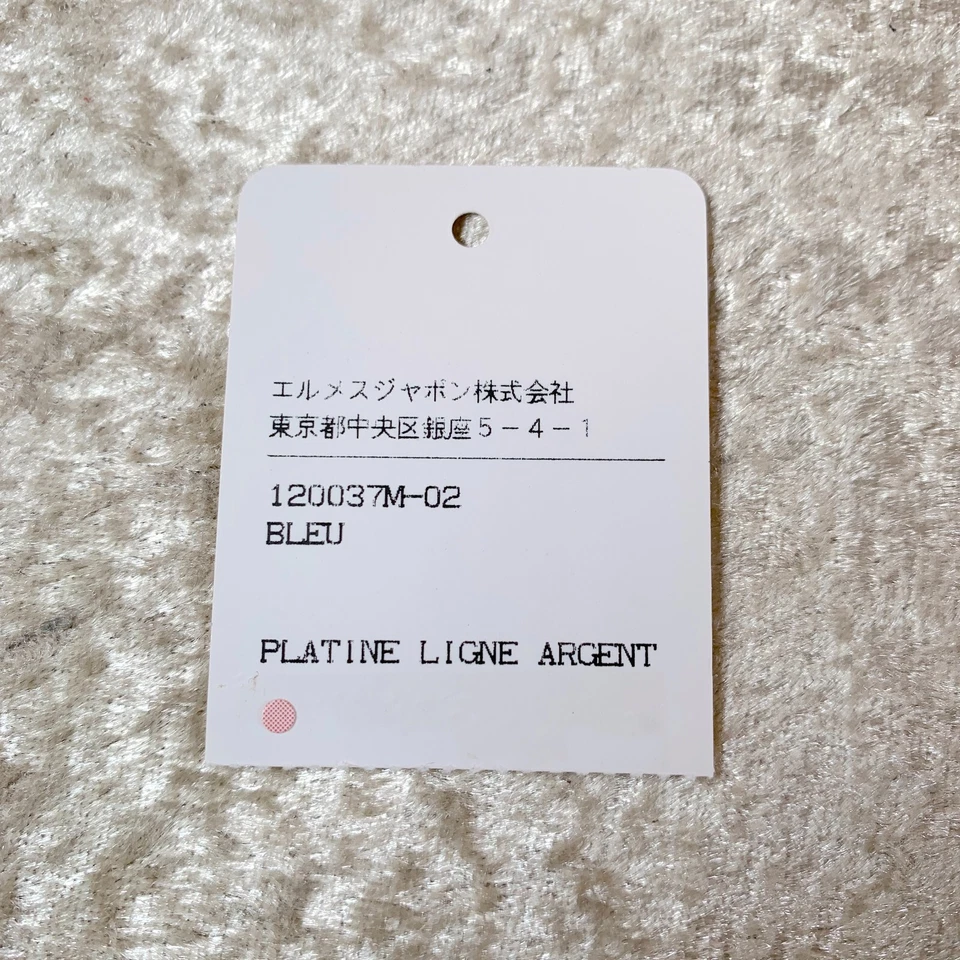 エルメスジャポン株式会社
東京都中央区銀座5-4-1
120037M-02
BLEU
PLATINE LIGNE ARGENT